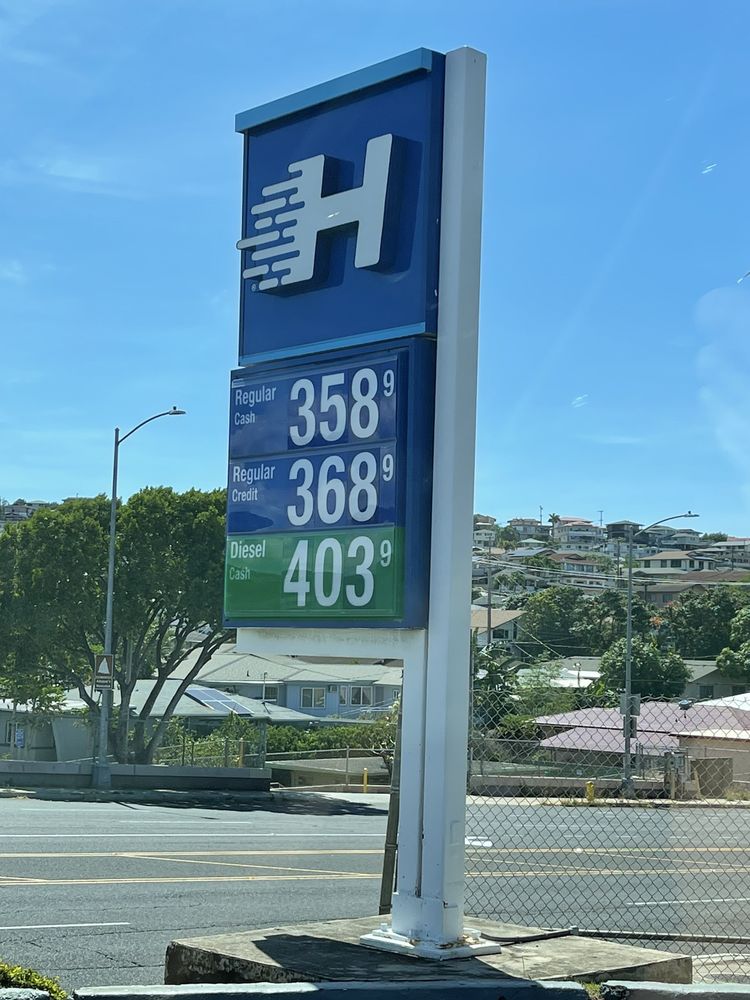 H
®
Regular 358 9
Cash
Regular 368 9
Credit
Diesel 403 9
Cash